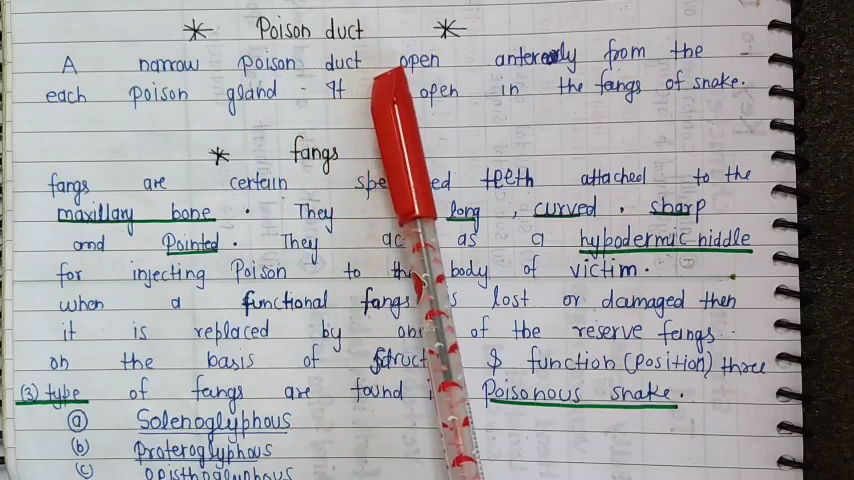 * Poison duct *
A narrow poison duct open anterorly from the
each poison gland - It open in the fangs of snake.
* fangs
fangs are certain teeth attached to the
maxillary bone. They long, curved, sharp
and Pointed. They as a hypodermic niddle
for injecting Poison to body of victim.
when a functional fangs lost or damaged then
it is replaced by of the reserve fangs
on the basis of & function (position) three
(3) type of fangs are found Poisonous snake.
(a) Solenoglyphous
(b) Proteroglyphous
(c) opisthoglyphous